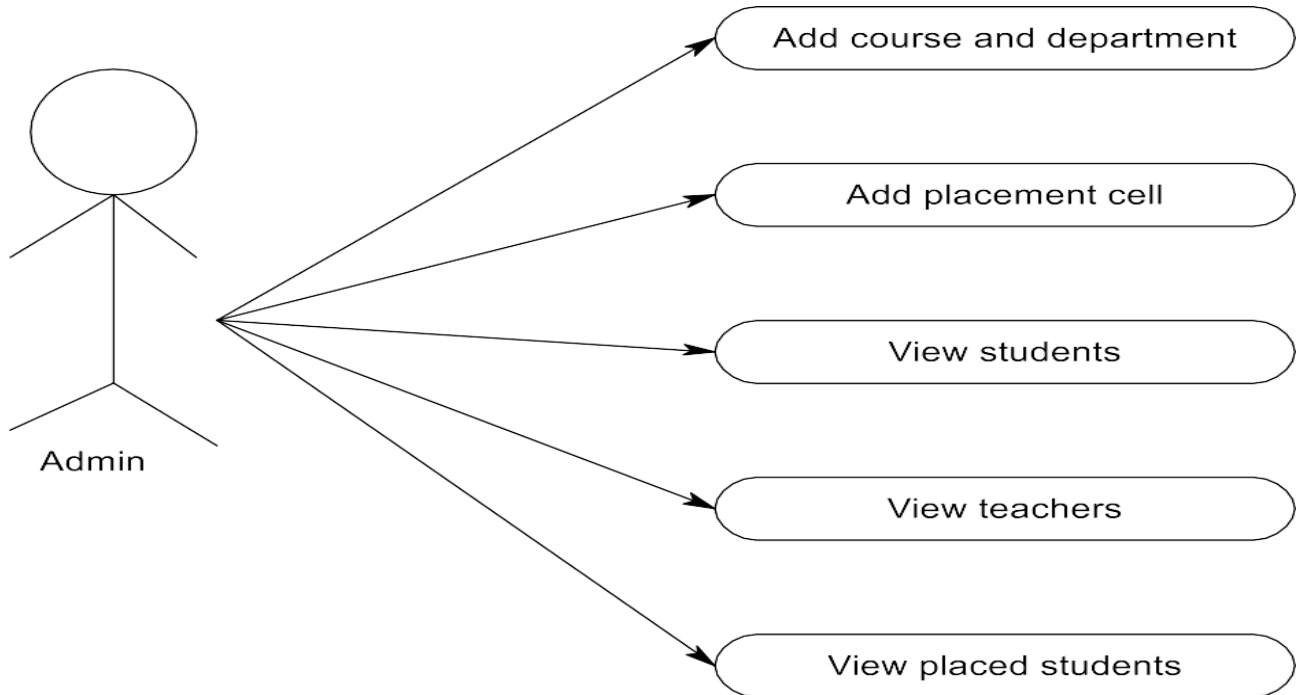 Add course and department
Add placement cell
View students
Admin
View teachers
View placed students